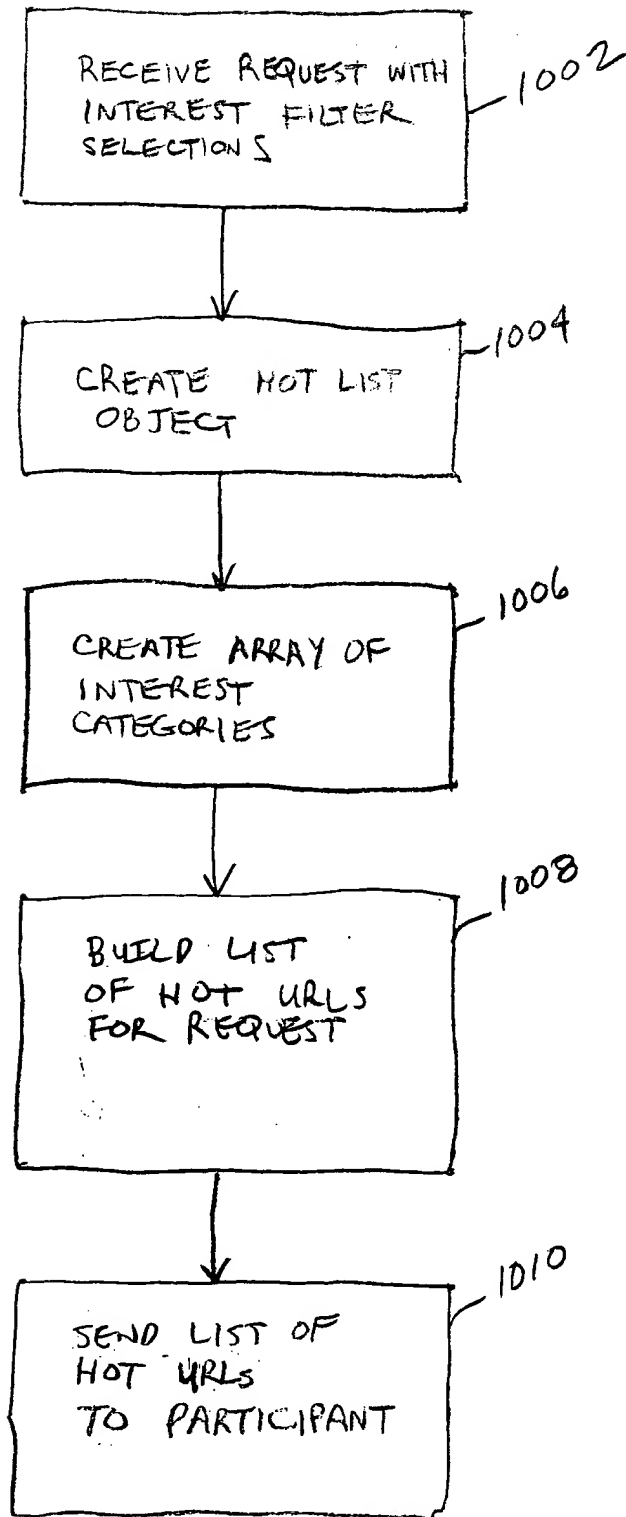 RECEIVE REQUEST WITH
INTEREST FILTER
SELECTIONS
1002
CREATE HOT LIST
OBJECT
1004
CREATE ARRAY OF
INTEREST
CATEGORIES
1006
BUILD LIST
OF HOT URLS
FOR REQUEST
1008
SEND LIST OF
HOT URLs
TO PARTICIPANT
1010